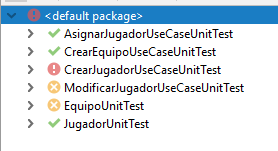 <default package>
AsignarJugadorUseCaseUnitTest
CrearEquipoUseCaseUnitTest
CrearJugadorUseCaseUnitTest
ModificarJugadorUseCaseUnitTest
EquipoUnitTest
JugadorUnitTest